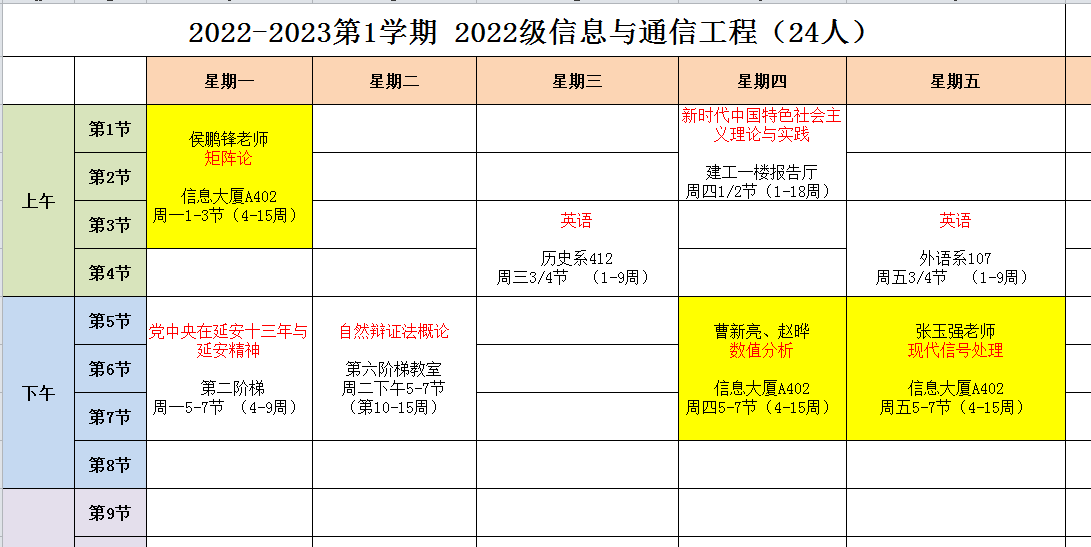 2022-2023第1学期 2022级信息与通信工程（24人）
星期一
星期二
星期三
星期四
星期五
上午
第1节
第2节
第3节
第4节
侯鹏锋老师
矩阵论
信息大厦A402
周一1-3节（4-15周）
新时代中国特色社会主
义理论与实践
建工一楼报告厅
周四1/2节（1-18周）
英语
历史系412
周三3/4节 （1-9周）
英语
外语系107
周五3/4节 （1-9周）
下午
第5节
第6节
第7节
第8节
党中央在延安十三年与
延安精神
第二阶梯
周一5-7节 （4-9周）
自然辩证法概论
第六阶梯教室
周二下午5-7节
（第10-15周）
曹新亮、赵晔
数值分析
信息大厦A402
周四5-7节（4-15周）
张玉强老师
现代信号处理
信息大厦A402
周五5-7节（4-15周）
第9节